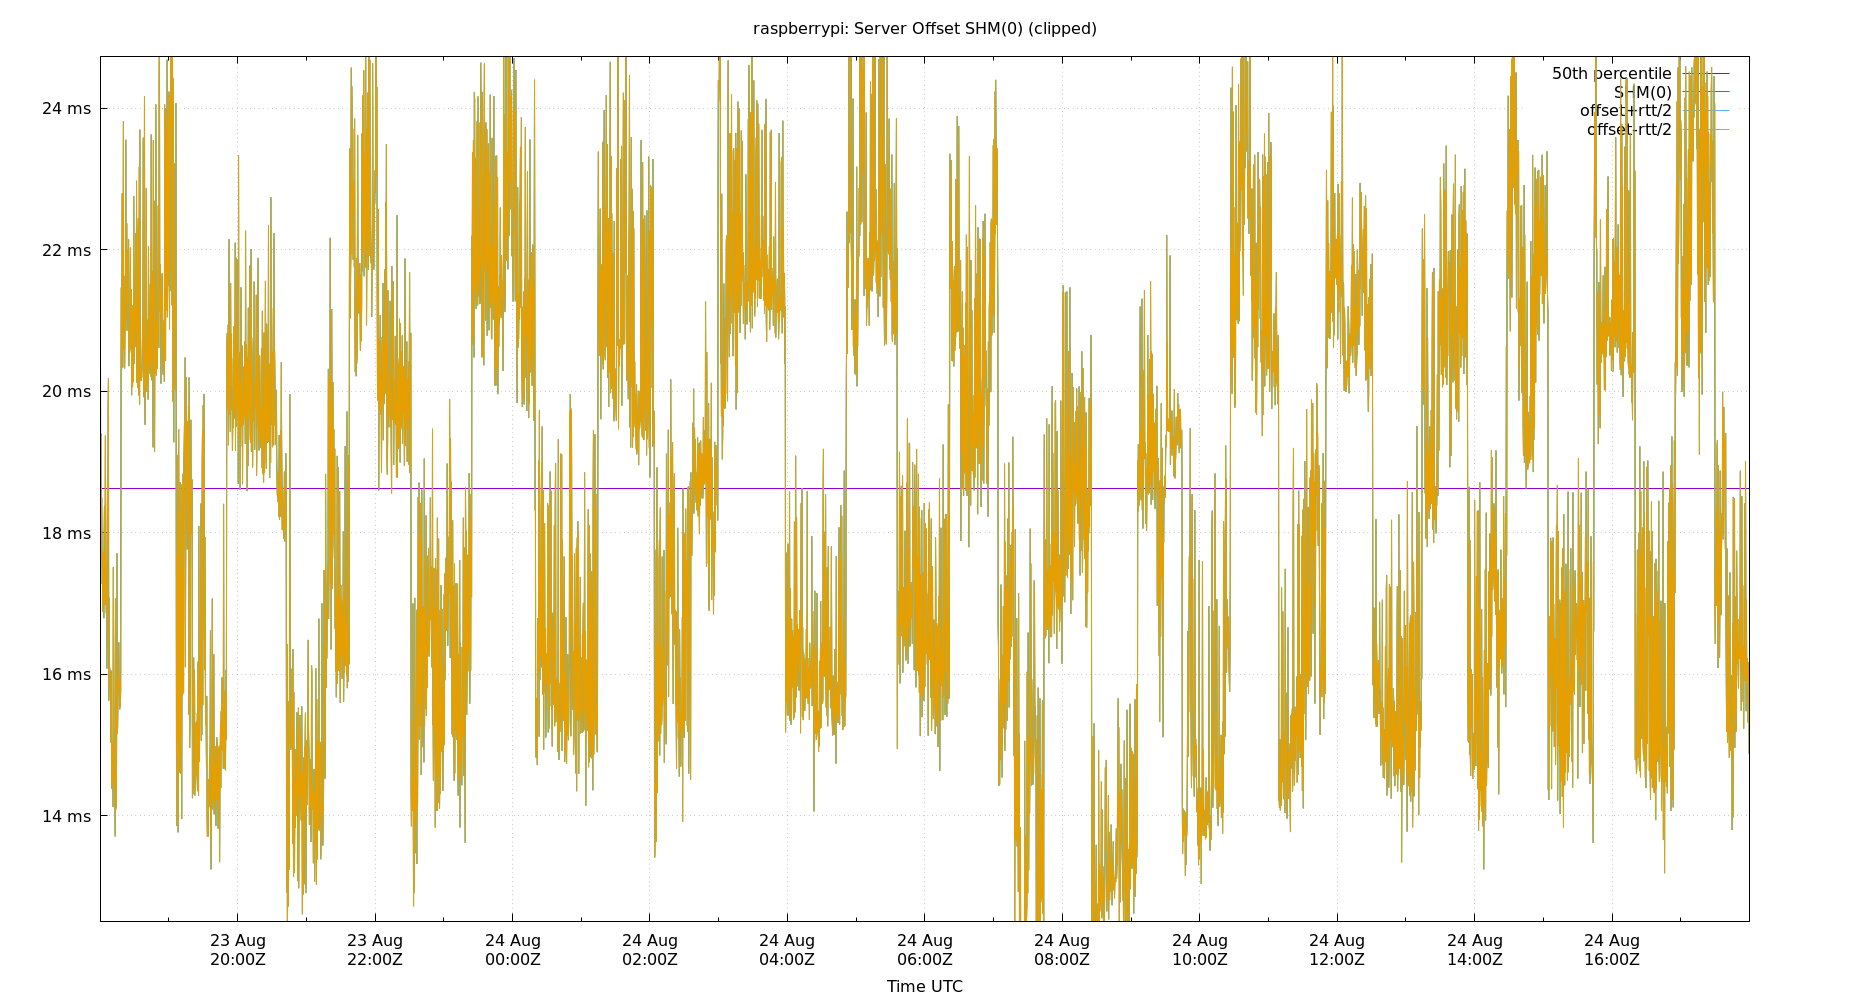 raspberrypi: Server Offset SHM(0) (clipped)
50th percentile
SHM(0)
offset+rtt/2
offset-rtt/2
24 ms
22 ms
20 ms
18 ms
16 ms
14 ms
23 Aug 23 Aug 24 Aug 24 Aug 24 Aug 24 Aug 24 Aug 24 Aug 24 Aug 24 Aug 24 Aug
20:00Z 22:00Z 00:00Z 02:00Z 04:00Z 06:00Z 08:00Z 10:00Z 12:00Z 14:00Z 16:00Z
Time UTC